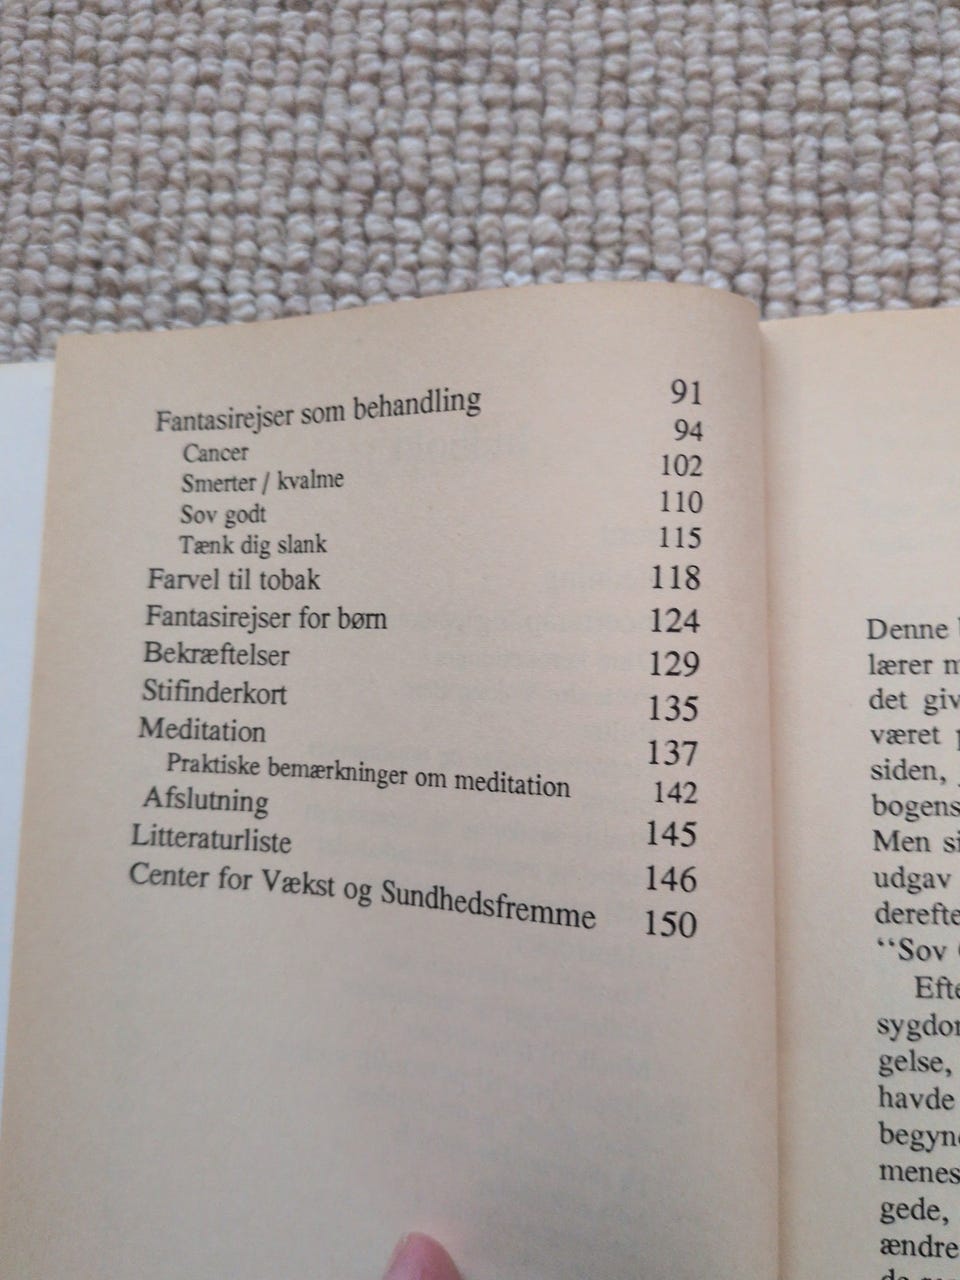 Fantasirejser som behandling 91
Cancer 94
Smerter / kvalme 102
Sov godt 110
Tænk dig slank 115
Farvel til tobak 118
Fantasirejser for børn 124
Bekræftelser 129
Stifinderkort 135
Meditation 137
Praktiske bemærkninger om meditation 142
Afslutning 145
Litteraturliste 146
Center for Vækst og Sundhedsfremme 150
Denne
lærer
det giv
været
siden,
bogens
Men si
udgav
derefte
“Sov
Efte
sygdor
gelse,
havde
begyn
menes
gede,
ændre